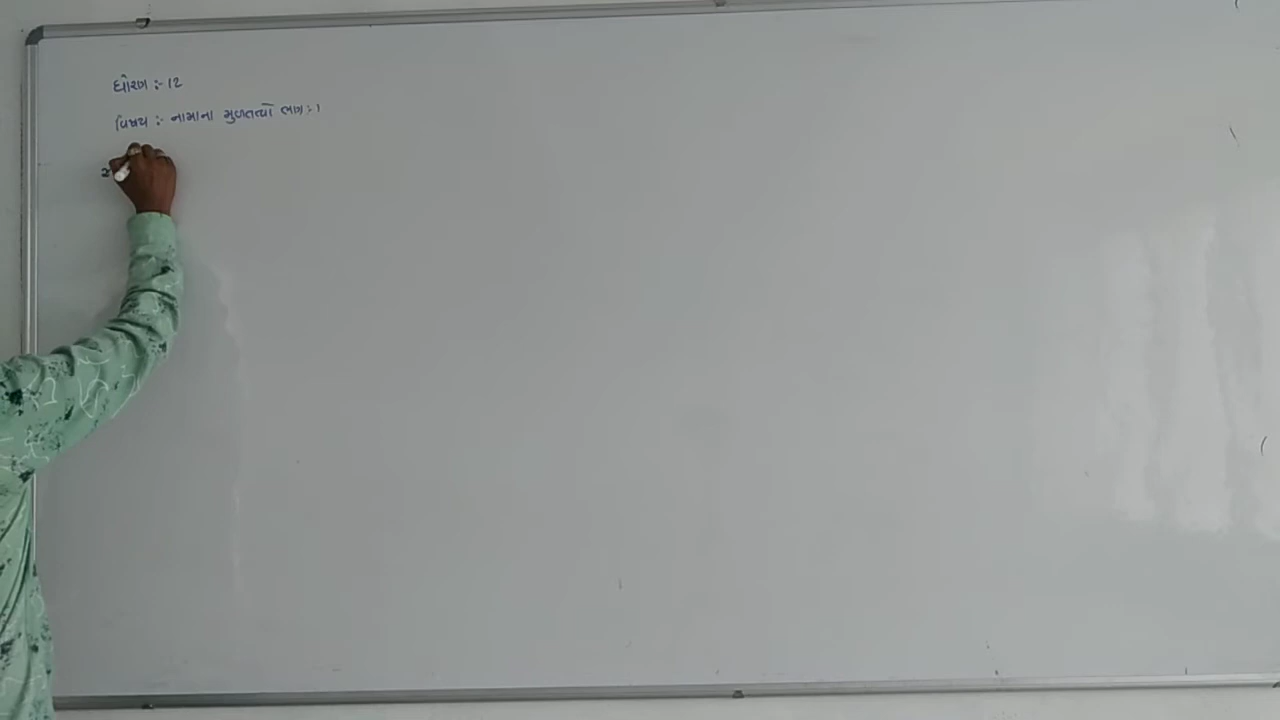 ધોરણ :- 12
વિષય :- નામાના મુળતત્વો ભાગ :- 1